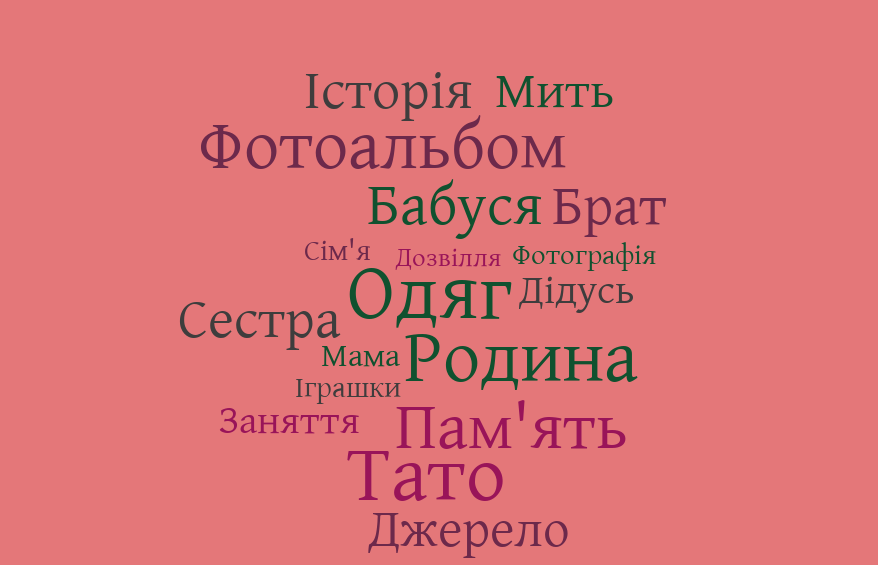 Історія Мить
Фотоальбом
Бабуся Брат
Сім'я Дозвілля Фотографія
Одяг Дідусь
Сестра
Мама Родина
Іграшки
Заняття Пам'ять
Тато
Джерело